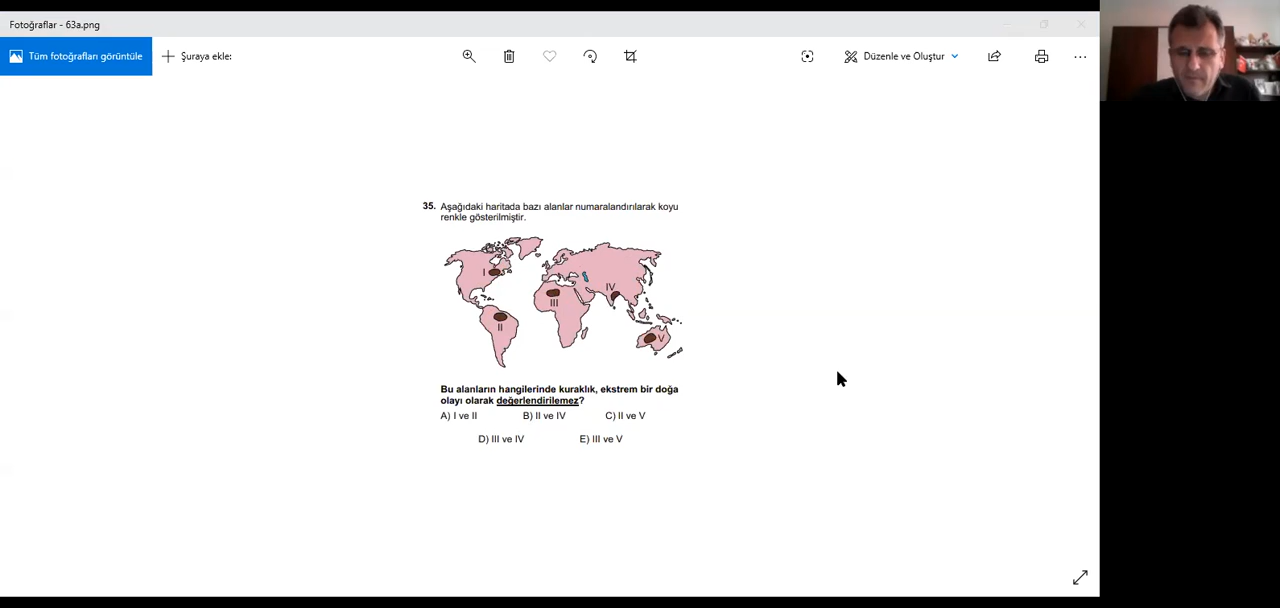 Fotoğraflar - 63a.png
Tüm fotoğrafları görüntüle
Şuraya ekle:
Düzenle ve Oluştur
35. Aşağıdaki haritada bazı alanlar numaralandırılarak koyu
renkle gösterilmiştir.
I
IV
III
II
V
Bu alanların hangilerinde kuraklık, ekstrem bir doğa
olayı olarak değerlendirilemez?
A) I ve II B) II ve IV C) II ve V
D) III ve IV E) III ve V